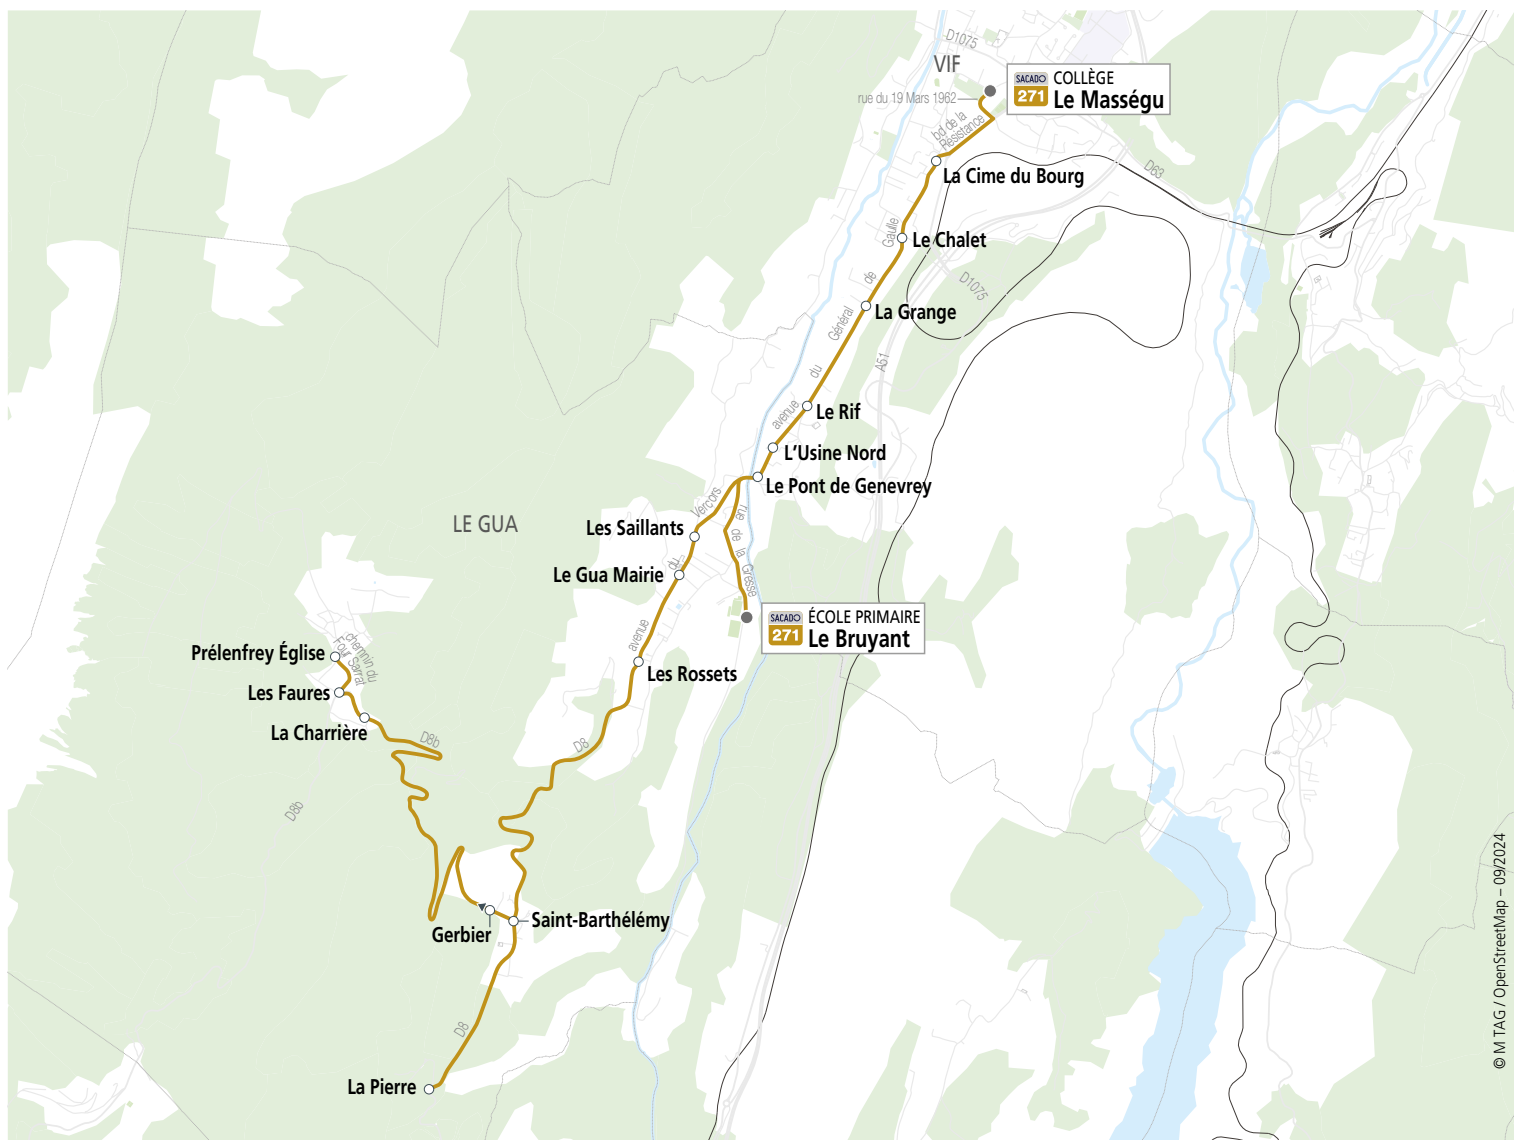 D1075
VIF
SACADO
271
COLLÈGE
Le Masségu
rue du 19 Mars 1962
bd de la
Résistance
La Cime du Bourg
D63
Le Chalet
D1075
La Grange
avenue du Général de Gaulle
A51
Le Rif
L’Usine Nord
Le Pont de Genevrey
LE GUA
Les Saillants
Le Gua Mairie
avenue du Vercors
rue de la Gresse
SACADO
271
ÉCOLE PRIMAIRE
Le Bruyant
Prélenfrey Église
chemin du
Four Sarrat
Les Faures
La Charrière
Les Rossets
D8b
D8
D8b
Gerbier
Saint-Barthélémy
D8
La Pierre
© M TAG / OpenStreetMap – 09/2024